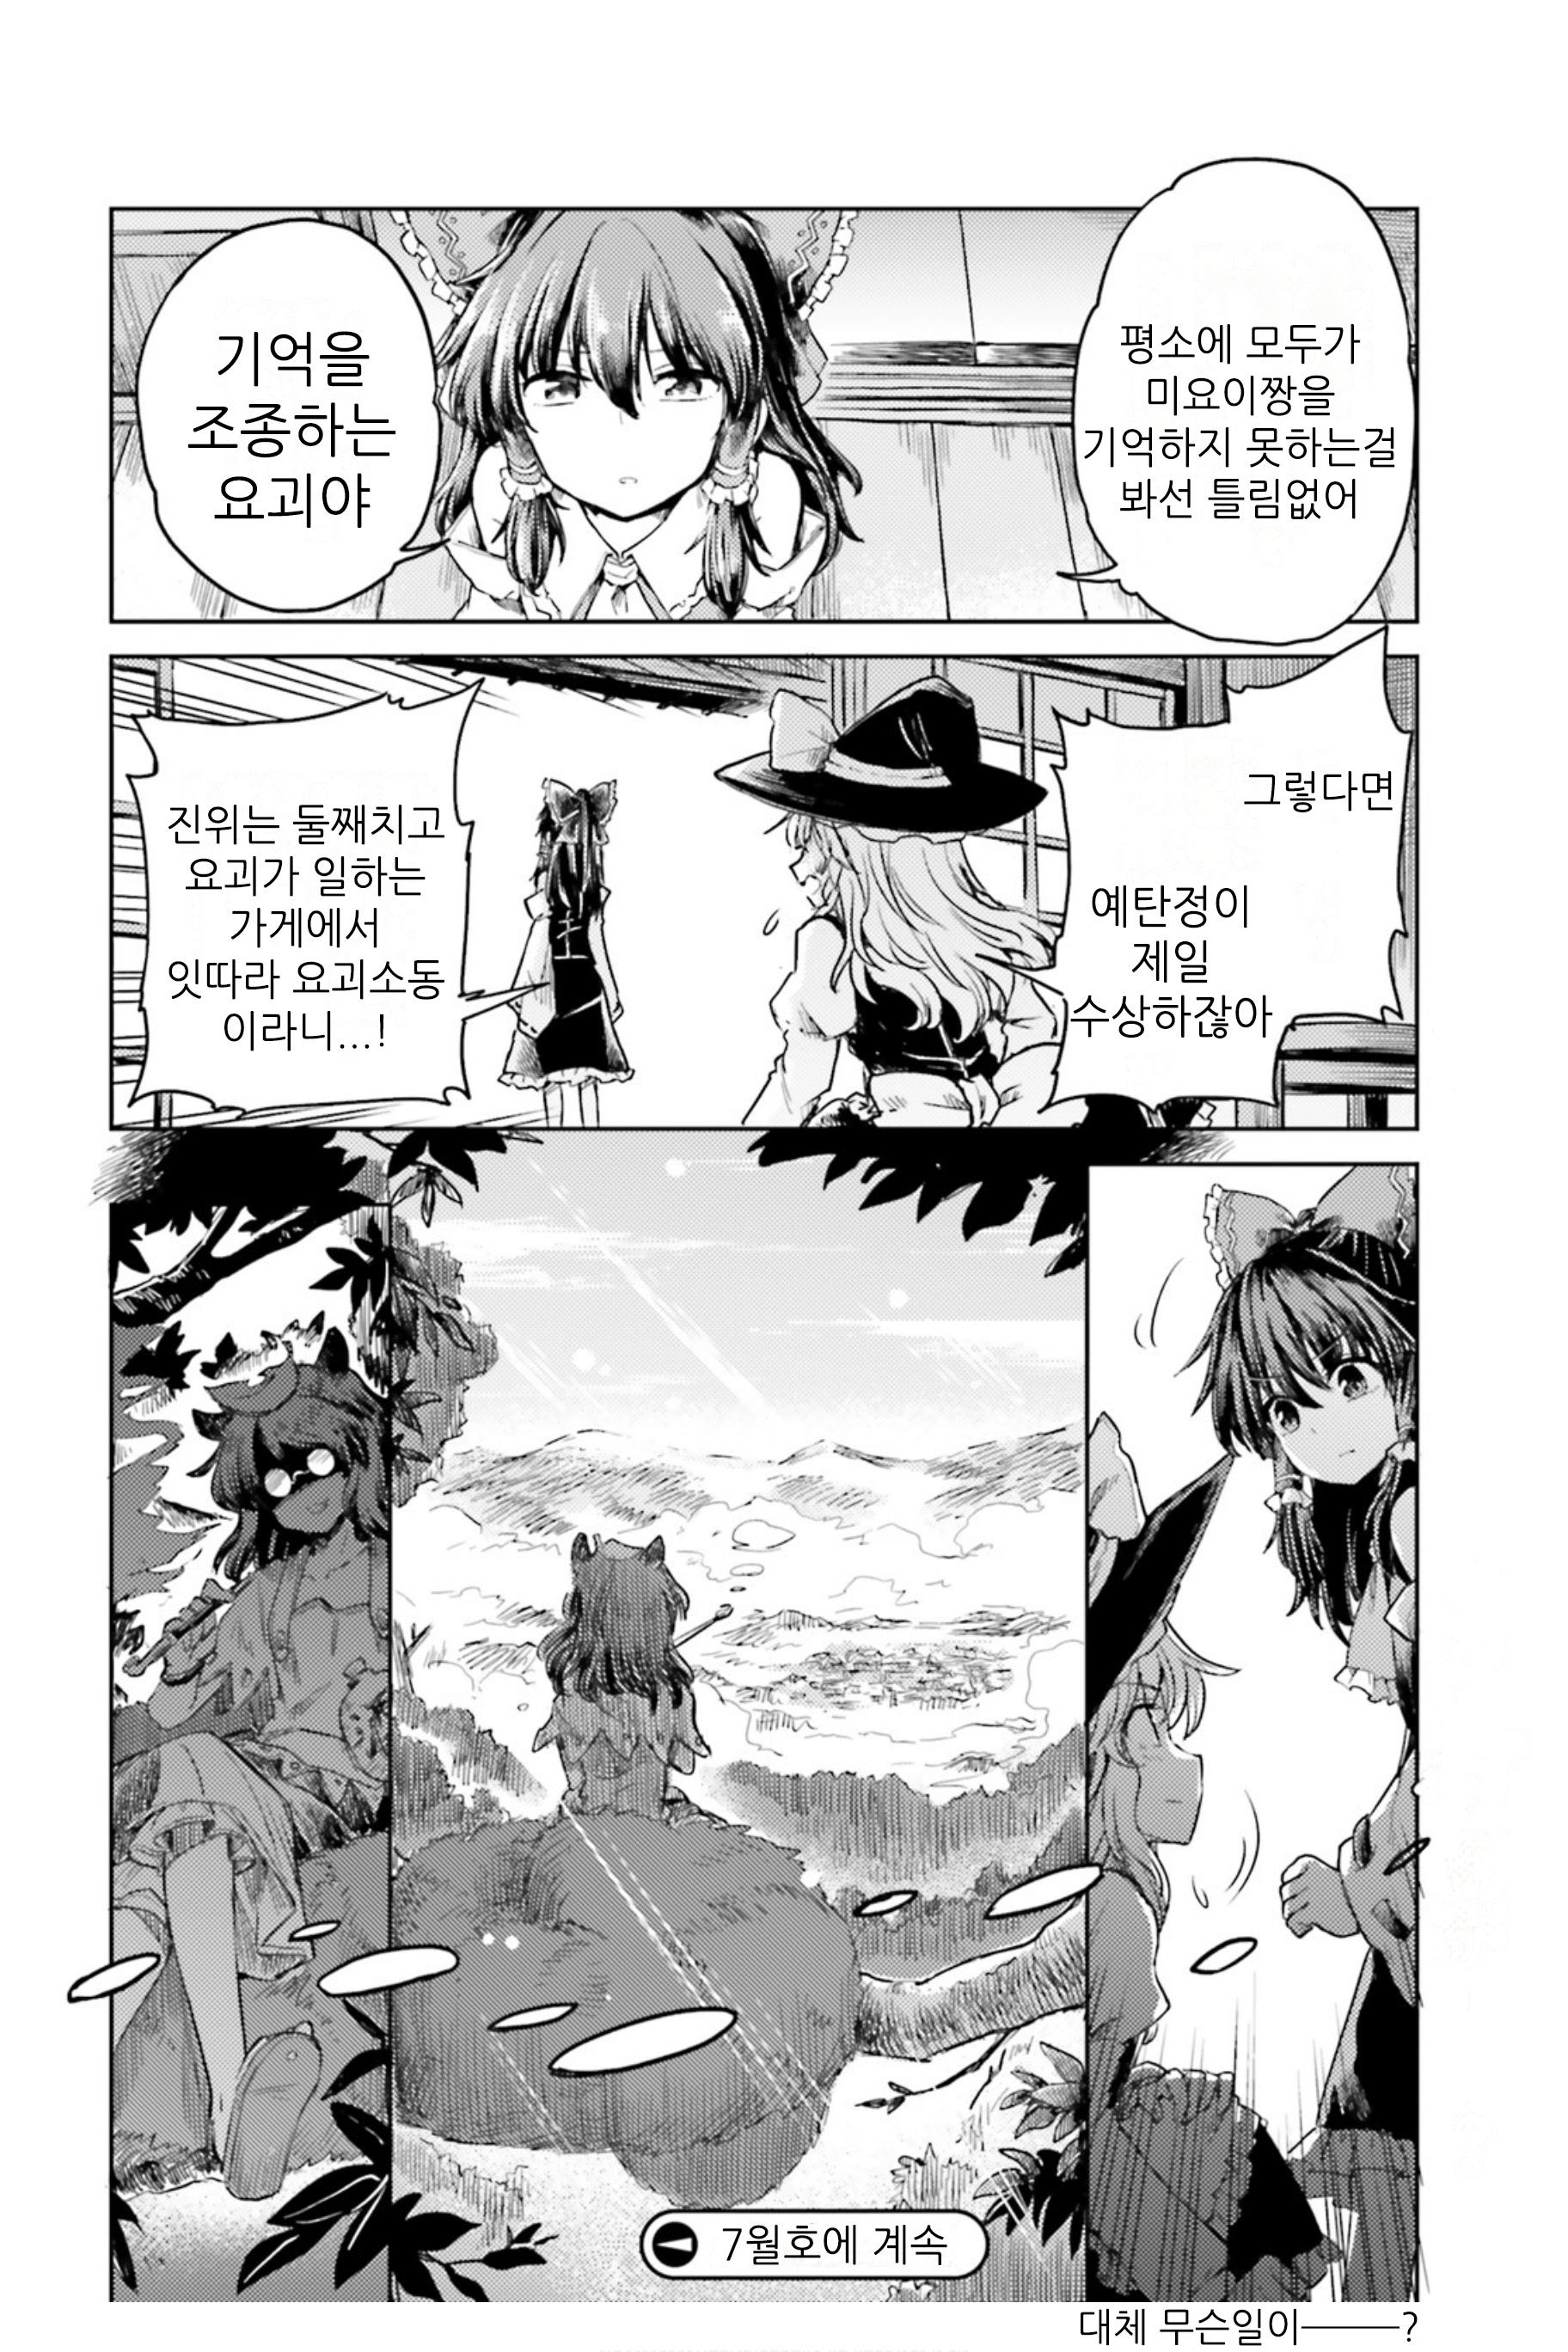 평소에 모두가
미요이짱을
기억하지 못하는걸
봐선 틀림없어
기억을
조종하는
요괴야
그렇다면
예탄정이
제일
수상하잖아
진위는 둘째치고
요괴가 일하는
가게에서
잇따라 요괴소동
이라니...!
7월호에 계속
대체 무슨일이───?